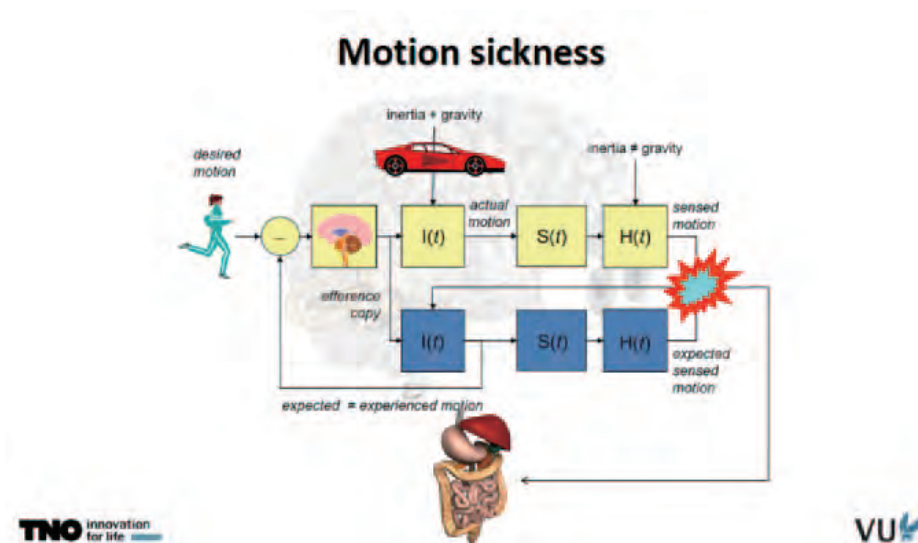 Motion sickness
inertia + gravity
desired
motion
inertia ≠ gravity
actual
motion
sensed
motion
–
I(t)
S(t)
H(t)
efference
copy
I(t)
S(t)
H(t)
expected
sensed
motion
expected = experienced motion
TNO innovation
for life
VU